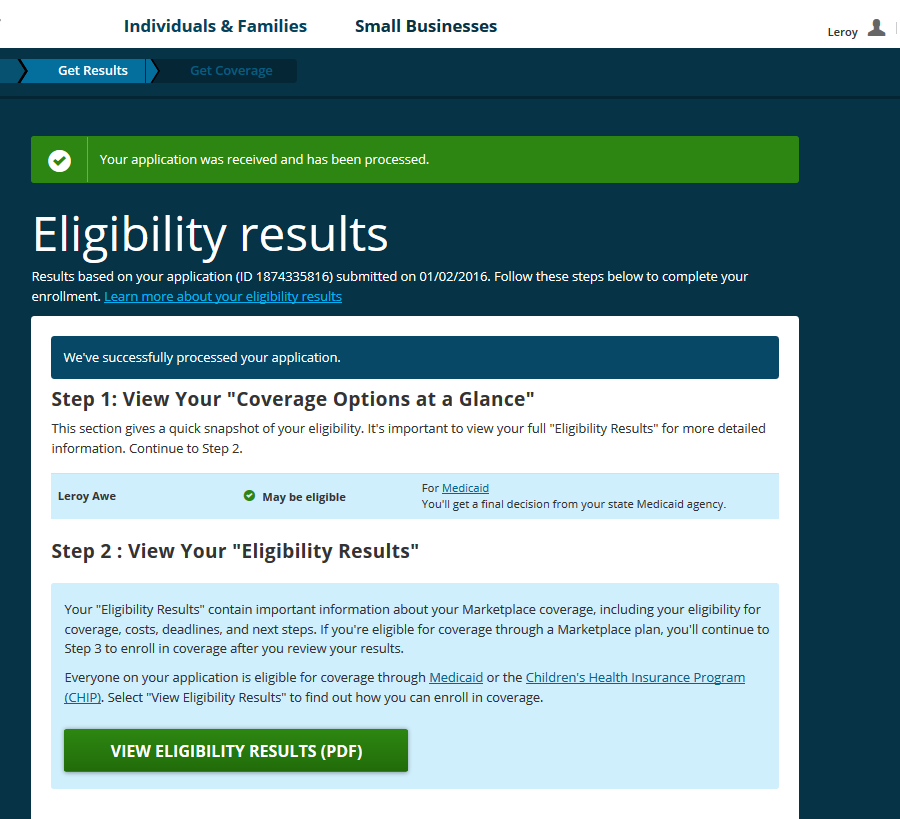 Individuals & Families
Small Businesses
Leroy
Get Results
Get Coverage
Your application was received and has been processed.
Eligibility results
Results based on your application (ID 1874335816) submitted on 01/02/2016. Follow these steps below to complete your
enrollment. Learn more about your eligibility results
We've successfully processed your application.
Step 1: View Your "Coverage Options at a Glance"
This section gives a quick snapshot of your eligibility. It's important to view your full "Eligibility Results" for more detailed
information. Continue to Step 2.
Leroy Awe
May be eligible
For Medicaid
You'll get a final decision from your state Medicaid agency.
Step 2 : View Your "Eligibility Results"
Your "Eligibility Results" contain important information about your Marketplace coverage, including your eligibility for
coverage, costs, deadlines, and next steps. If you're eligible for coverage through a Marketplace plan, you'll continue to
Step 3 to enroll in coverage after you review your results.
Everyone on your application is eligible for coverage through Medicaid or the Children's Health Insurance Program
(CHIP). Select "View Eligibility Results" to find out how you can enroll in coverage.
VIEW ELIGIBILITY RESULTS (PDF)